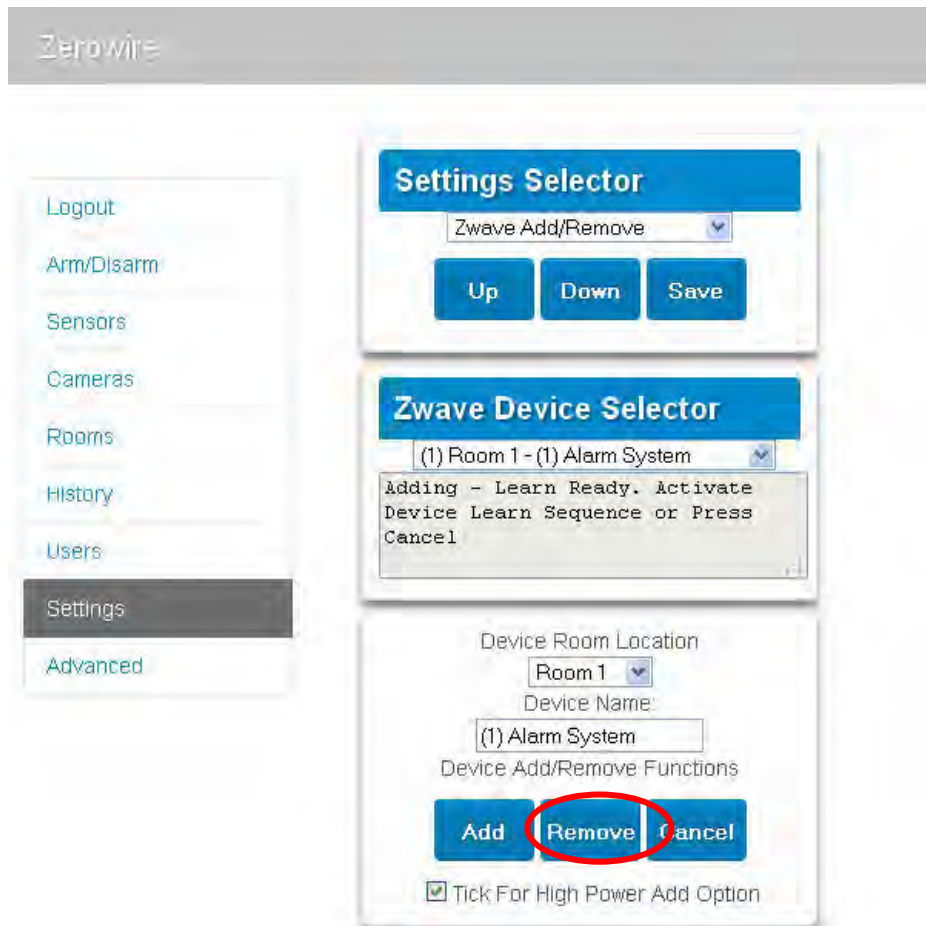 Zerowire
Logout
Arm/Disarm
Sensors
Cameras
Rooms
History
Users
Settings
Advanced
Settings Selector
Zwave Add/Remove
Up Down Save
Zwave Device Selector
(1) Room 1 - (1) Alarm System
Adding - Learn Ready. Activate
Device Learn Sequence or Press
Cancel
Device Room Location
Room 1
Device Name:
(1) Alarm System
Device Add/Remove Functions
Add Remove Cancel
Tick For High Power Add Option